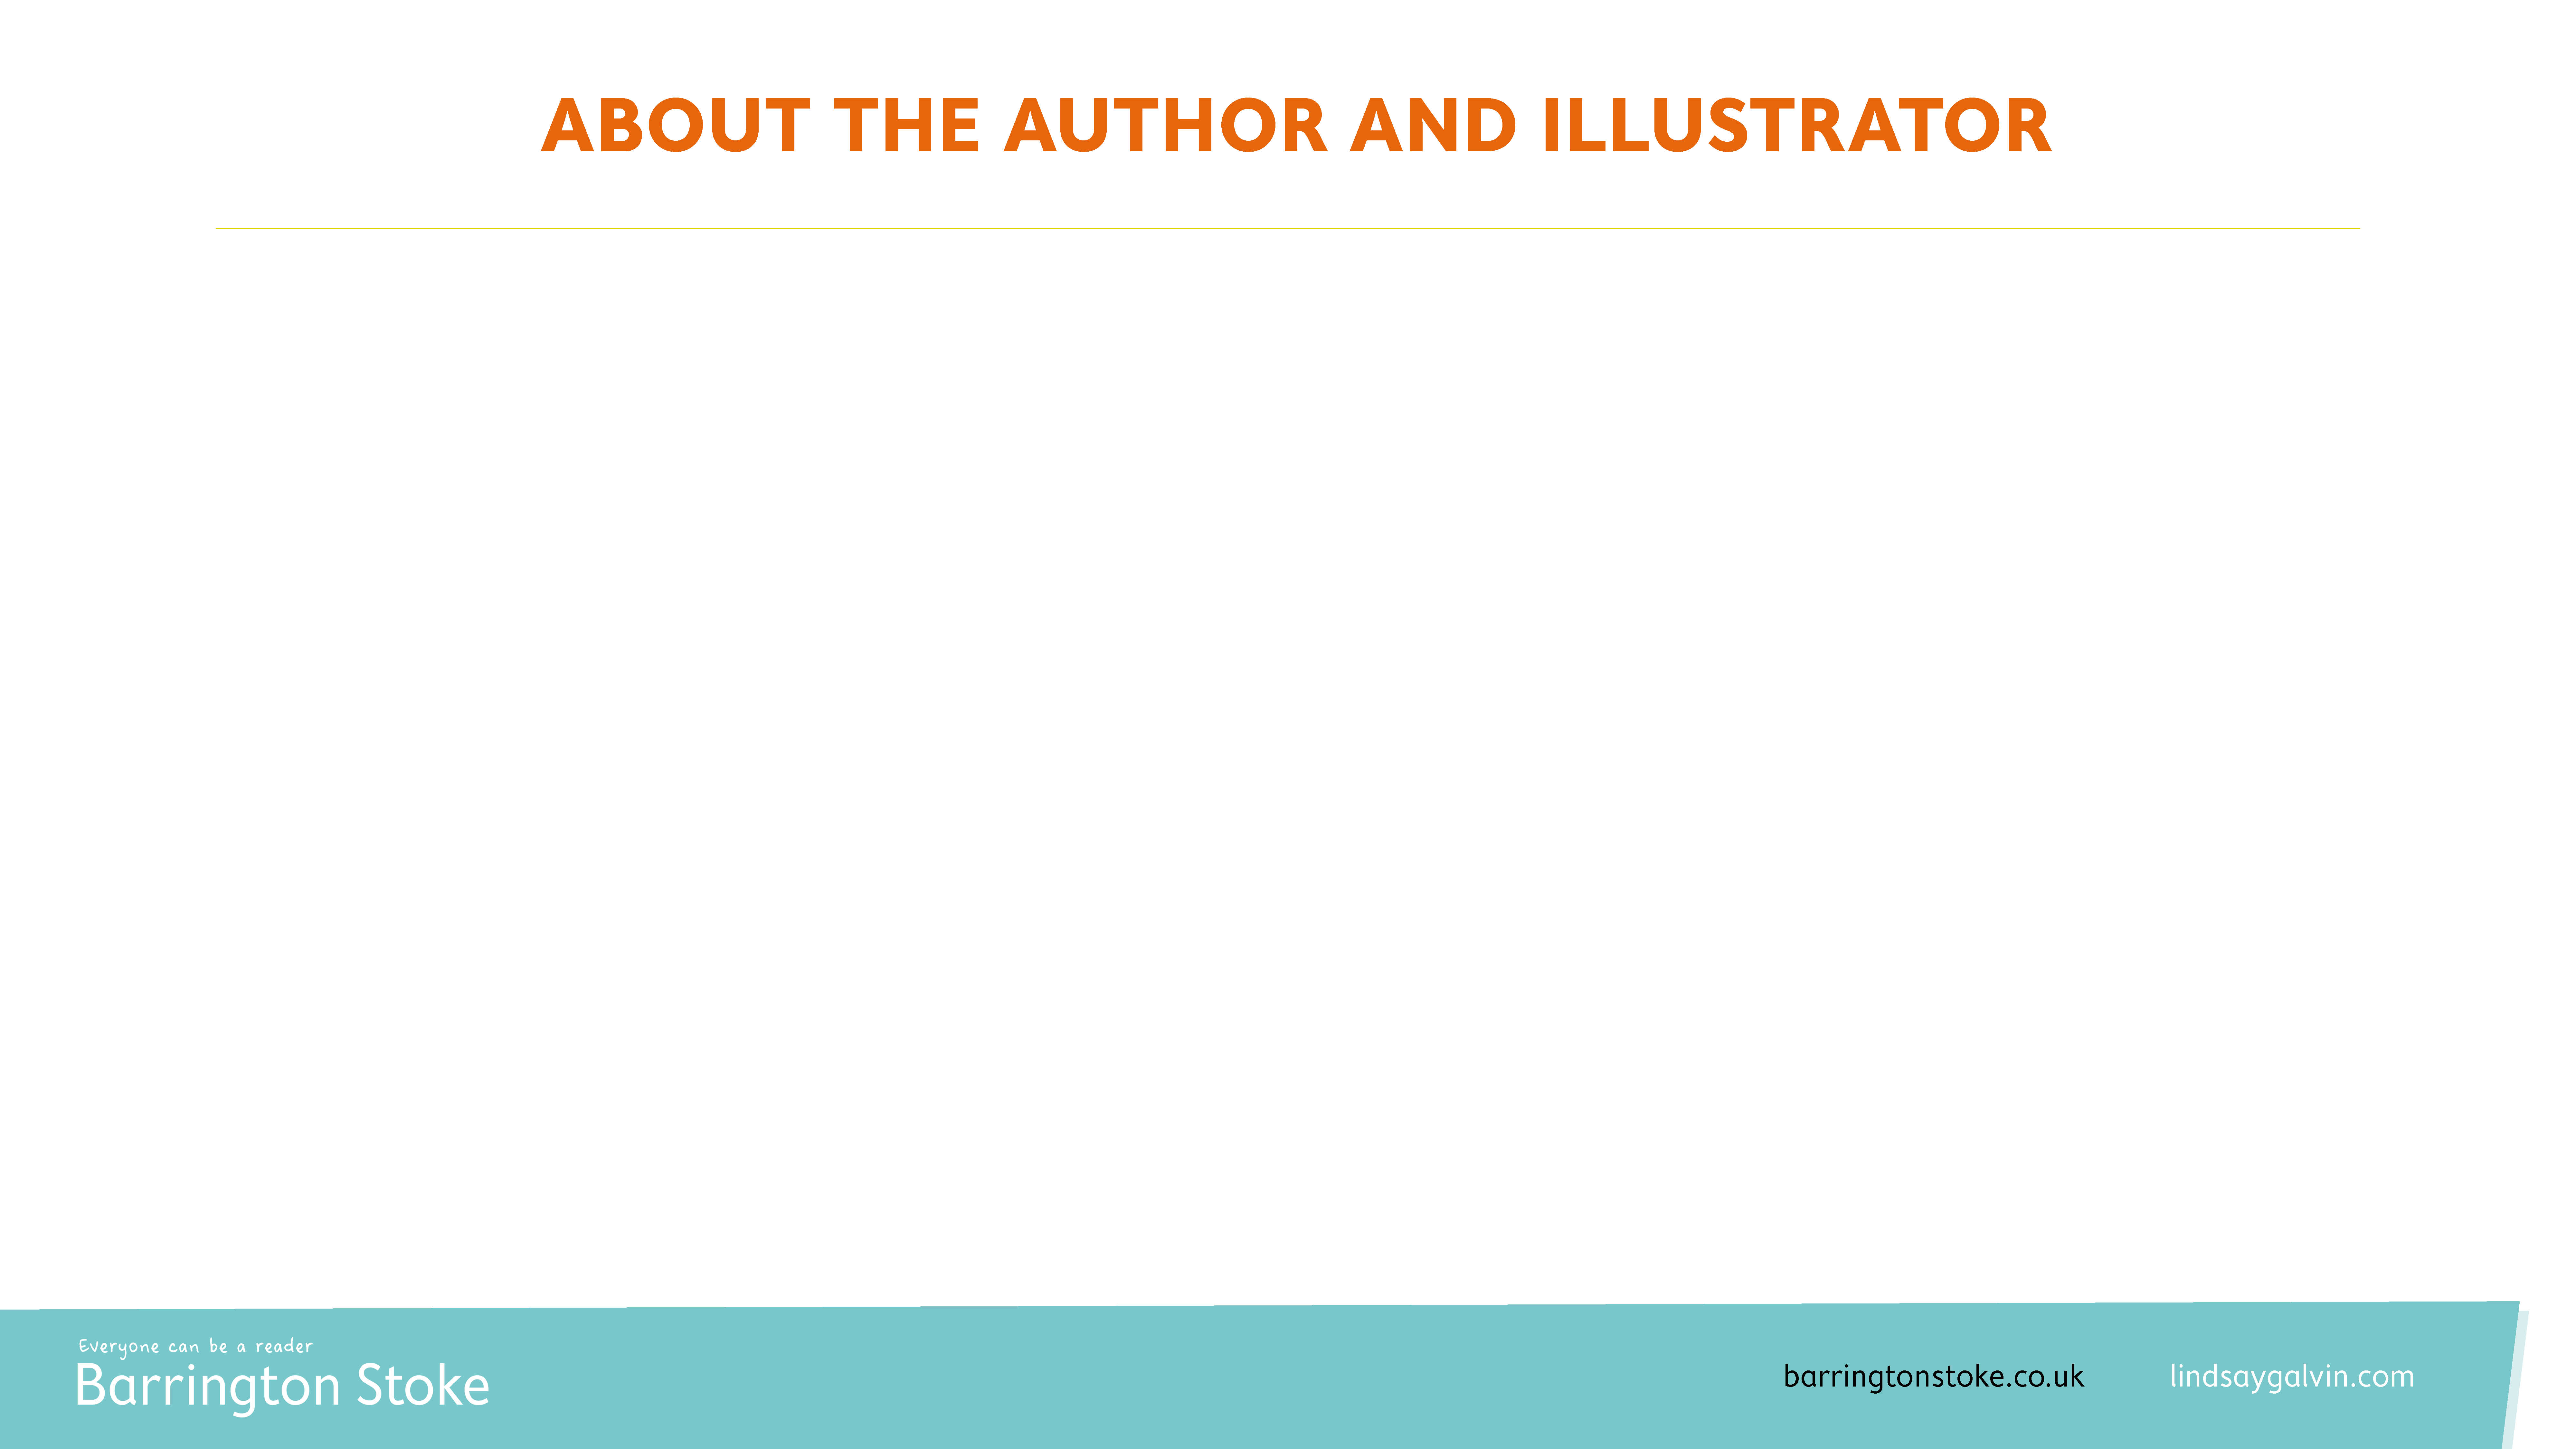 ABOUT THE AUTHOR AND ILLUSTRATOR
Everyone can be a reader
Barrington Stoke
barringtonstoke.co.uk
lindsaygalvin.com